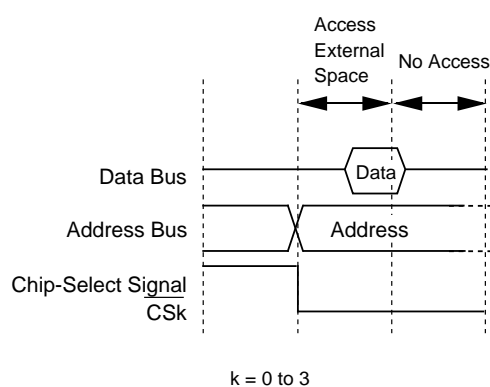 Access
External
Space
No Access
Data Bus
Data
Address Bus
Address
Chip-Select Signal
CSk
k = 0 to 3